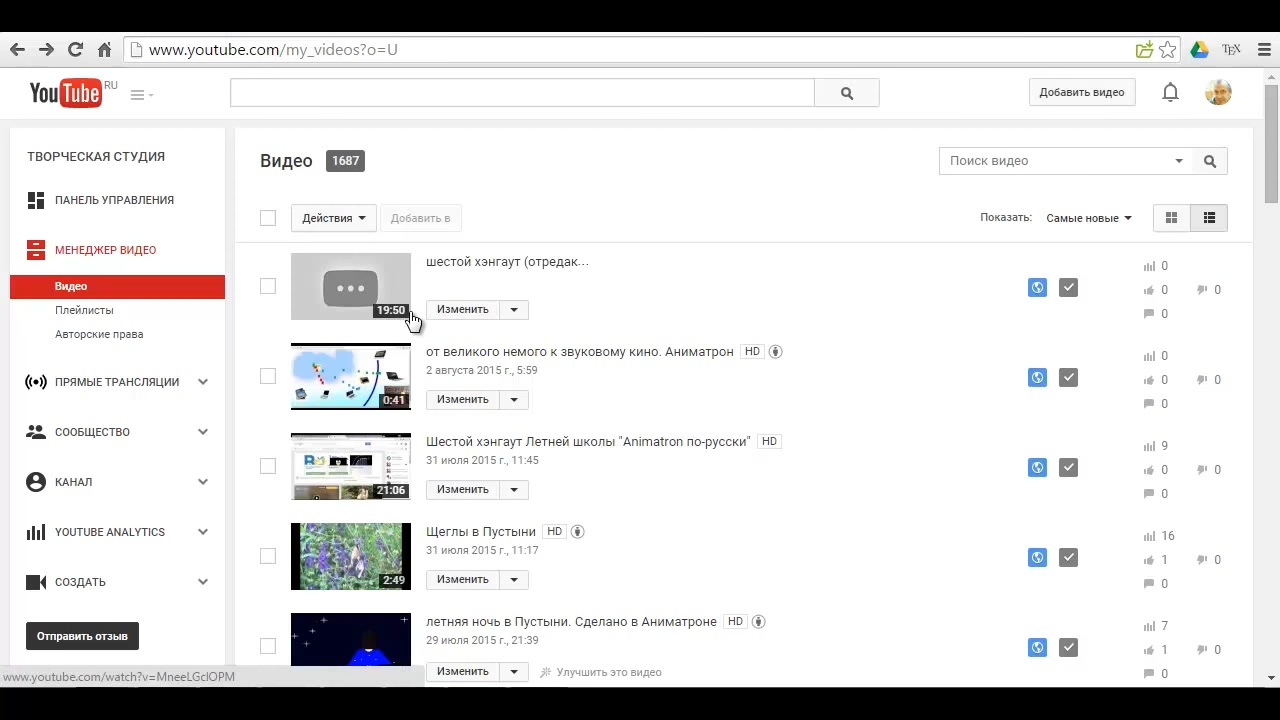 www.youtube.com/my_videos?o=U
YouTube RU
Добавить видео
ТВОРЧЕСКАЯ СТУДИЯ
ПАНЕЛЬ УПРАВЛЕНИЯ
МЕНЕДЖЕР ВИДЕО
Видео
Плейлисты
Авторские права
ПРЯМЫЕ ТРАНСЛЯЦИИ
СООБЩЕСТВО
КАНАЛ
YOUTUBE ANALYTICS
СОЗДАТЬ
Отправить отзыв
Видео 1687
Поиск видео
Действия Добавить в
Показать: Самые новые
шестой хэнгаут (отредак...
19:50
Изменить
0
0 0
0
от великого немого к звуковому кино. Аниматрон HD
2 августа 2015 г., 5:59
0:41
Изменить
0
0 0
0
Шестой хэнгаут Летней школы "Animatron по-русски" HD
31 июля 2015 г., 11:45
21:06
Изменить
9
0 0
0
Щеглы в Пустыни HD
31 июля 2015 г., 11:17
2:49
Изменить
16
1 0
0
летняя ночь в Пустыни. Сделано в Аниматроне HD
29 июля 2015 г., 21:39
Изменить Улучшить это видео
7
1 0
0
www.youtube.com/watch?v=MneeLGclOPM